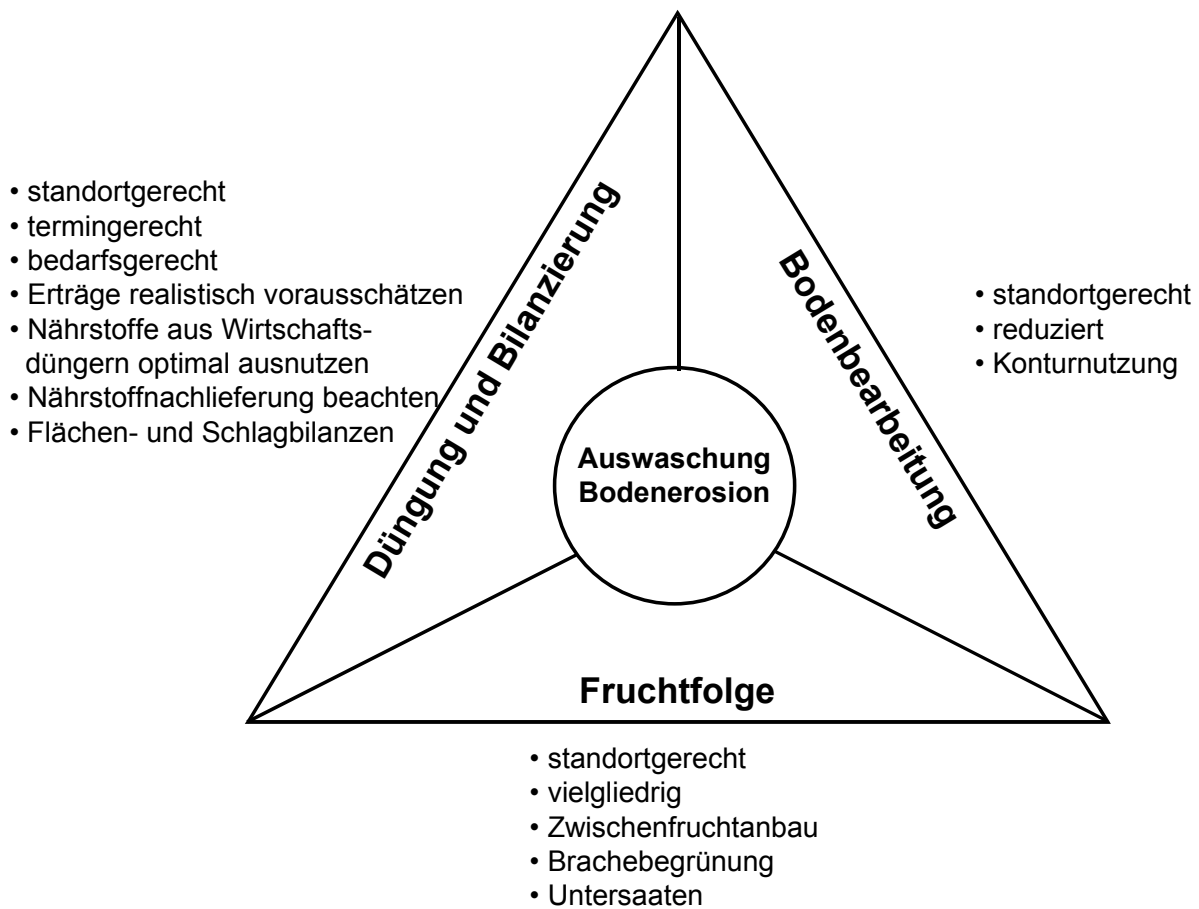 • standortgerecht
• termingerecht
• bedarfsgerecht
• Erträge realistisch vorausschätzen
• Nährstoffe aus Wirtschafts-
düngern optimal ausnutzen
• Nährstoffnachlieferung beachten
• Flächen- und Schlagbilanzen
Düngung und Bilanzierung
Bodenbearbeitung
• standortgerecht
• reduziert
• Konturnutzung
Auswaschung
Bodenerosion
Fruchtfolge
• standortgerecht
• vielgliedrig
• Zwischenfruchtanbau
• Brachebegrünung
• Untersaaten